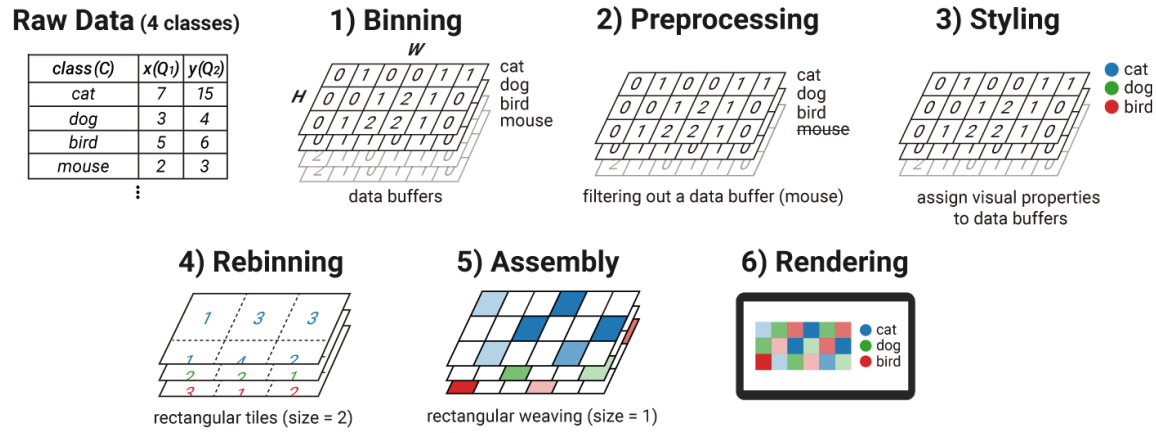 Raw Data (4 classes)
class(C) x(Q1) y(Q2)
cat 7 15
dog 3 4
bird 5 6
mouse 2 3
⋮
1) Binning
W
H
0 1 0 0 1 1
0 0 1 2 1 0
0 1 2 2 1 0
cat
dog
bird
mouse
data buffers
2) Preprocessing
0 1 0 0 1 1
0 0 1 2 1 0
0 1 2 2 1 0
cat
dog
bird
mouse
filtering out a data buffer (mouse)
3) Styling
0 1 0 0 1 1
0 0 1 2 1 0
0 1 2 2 1 0
cat
dog
bird
assign visual properties
to data buffers
4) Rebinning
1 3 3
1 4 2
2 2 1
3 1 2
rectangular tiles (size = 2)
5) Assembly
rectangular weaving (size = 1)
6) Rendering
cat
dog
bird